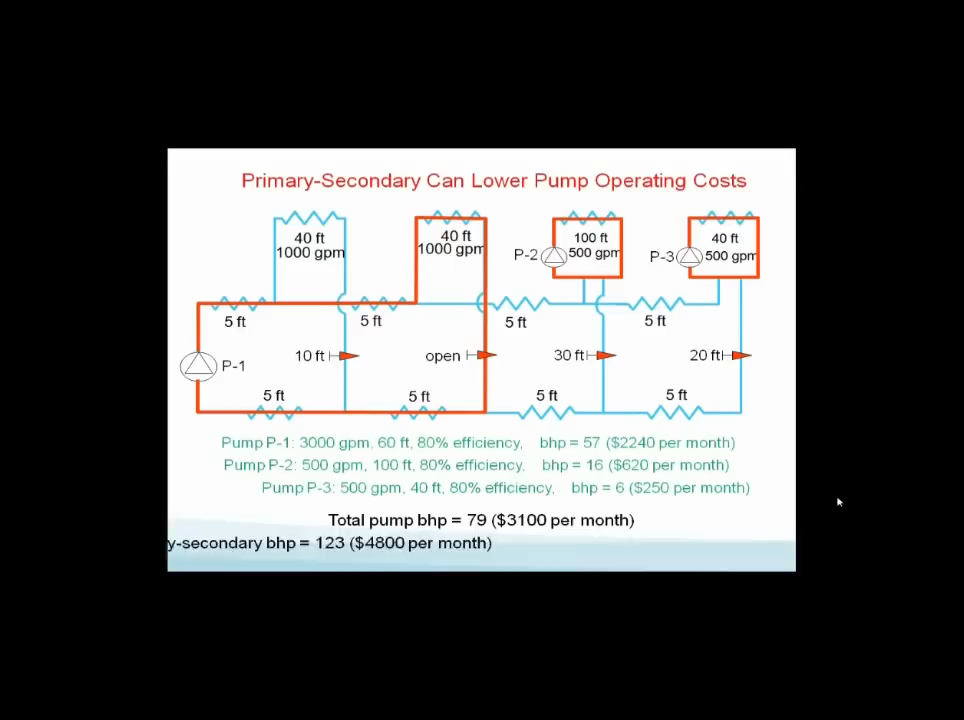 Primary-Secondary Can Lower Pump Operating Costs
40 ft
1000 gpm
40 ft
1000 gpm
P-2
100 ft
500 gpm
P-3
40 ft
500 gpm
5 ft
5 ft
5 ft
5 ft
P-1
10 ft
open
30 ft
20 ft
5 ft
5 ft
5 ft
5 ft
Pump P-1: 3000 gpm. 60 ft, 80% efficiency, bhp = 57 ($2240 per month)
Pump P-2: 500 gpm, 100 ft, 80% efficiency, bhp = 16 ($620 per month)
Pump P-3: 500 gpm, 40 ft, 80% efficiency, bhp = 6 ($250 per month)
Total pump bhp = 79 ($3100 per month)
y-secondary bhp = 123 ($4800 per month)